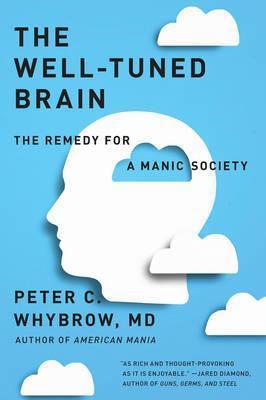 THE
WELL-TUNED
BRAIN
THE REMEDY FOR
A MANIC SOCIETY
PETER C.
WHYBROW, MD
AUTHOR OF AMERICAN MANIA
"AS RICH AND THOUGHT-PROVOKING
AS IT IS ENJOYABLE." —JARED DIAMOND,
AUTHOR OF GUNS, GERMS, AND STEEL